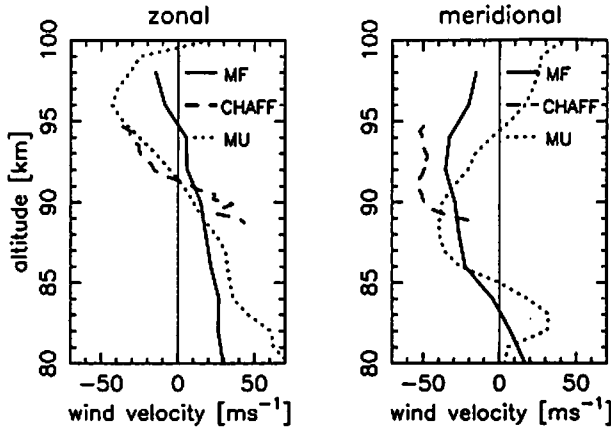 zonal
meridional
altitude [km]
100
95
90
85
80
MF
CHAFF
MU
−50
0
50
wind velocity [ms⁻¹]
100
95
90
85
80
MF
CHAFF
MU
−50
0
50
wind velocity [ms⁻¹]